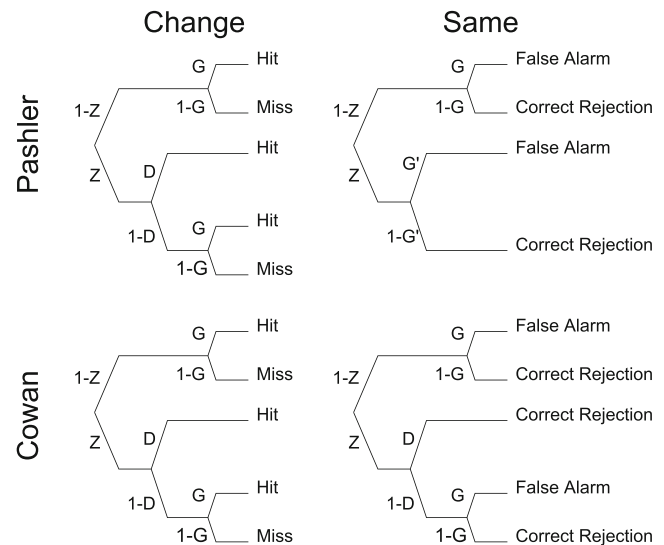 Change
Same
Pashler
1-Z
Z
G
Hit
1-G
Miss
D
Hit
1-D
G
Hit
1-G
Miss
1-Z
Z
G
False Alarm
1-G
Correct Rejection
G'
False Alarm
1-G'
Correct Rejection
Cowan
1-Z
Z
G
Hit
1-G
Miss
D
Hit
1-D
G
Hit
1-G
Miss
1-Z
Z
G
False Alarm
1-G
Correct Rejection
D
Correct Rejection
1-D
G
False Alarm
1-G
Correct Rejection